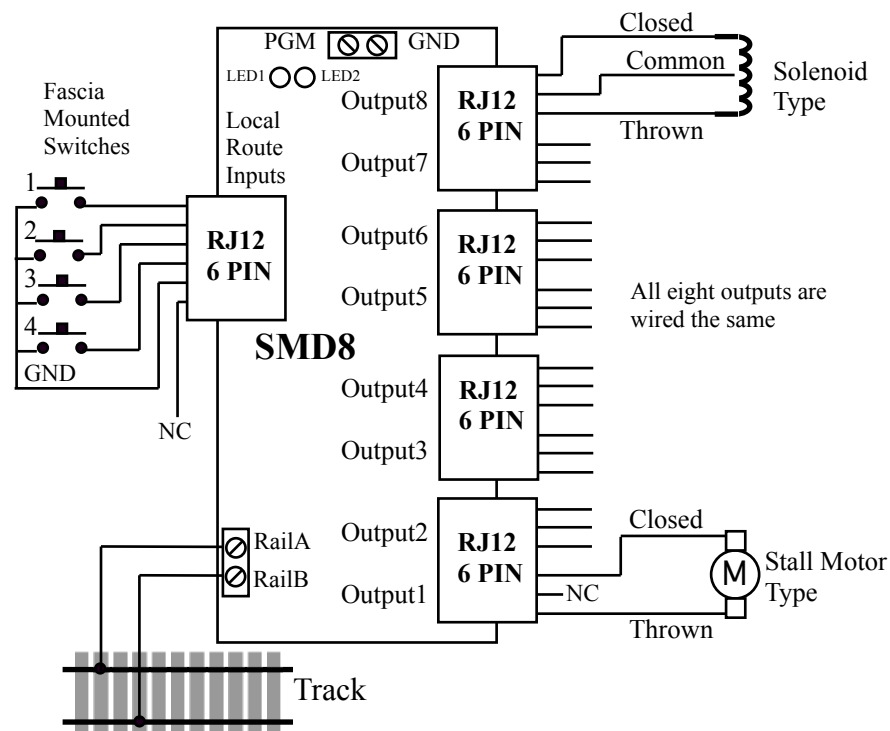 PGM
GND
LED1
LED2
Fascia
Mounted
Switches
1
2
3
4
GND
NC
Local
Route
Inputs
RJ12
6 PIN
SMD8
Output8
Output7
RJ12
6 PIN
Closed
Common
Thrown
Solenoid
Type
Output6
Output5
RJ12
6 PIN
All eight outputs are
wired the same
Output4
Output3
RJ12
6 PIN
Output2
Output1
RJ12
6 PIN
Closed
NC
Thrown
M
Stall Motor
Type
RailA
RailB
Track